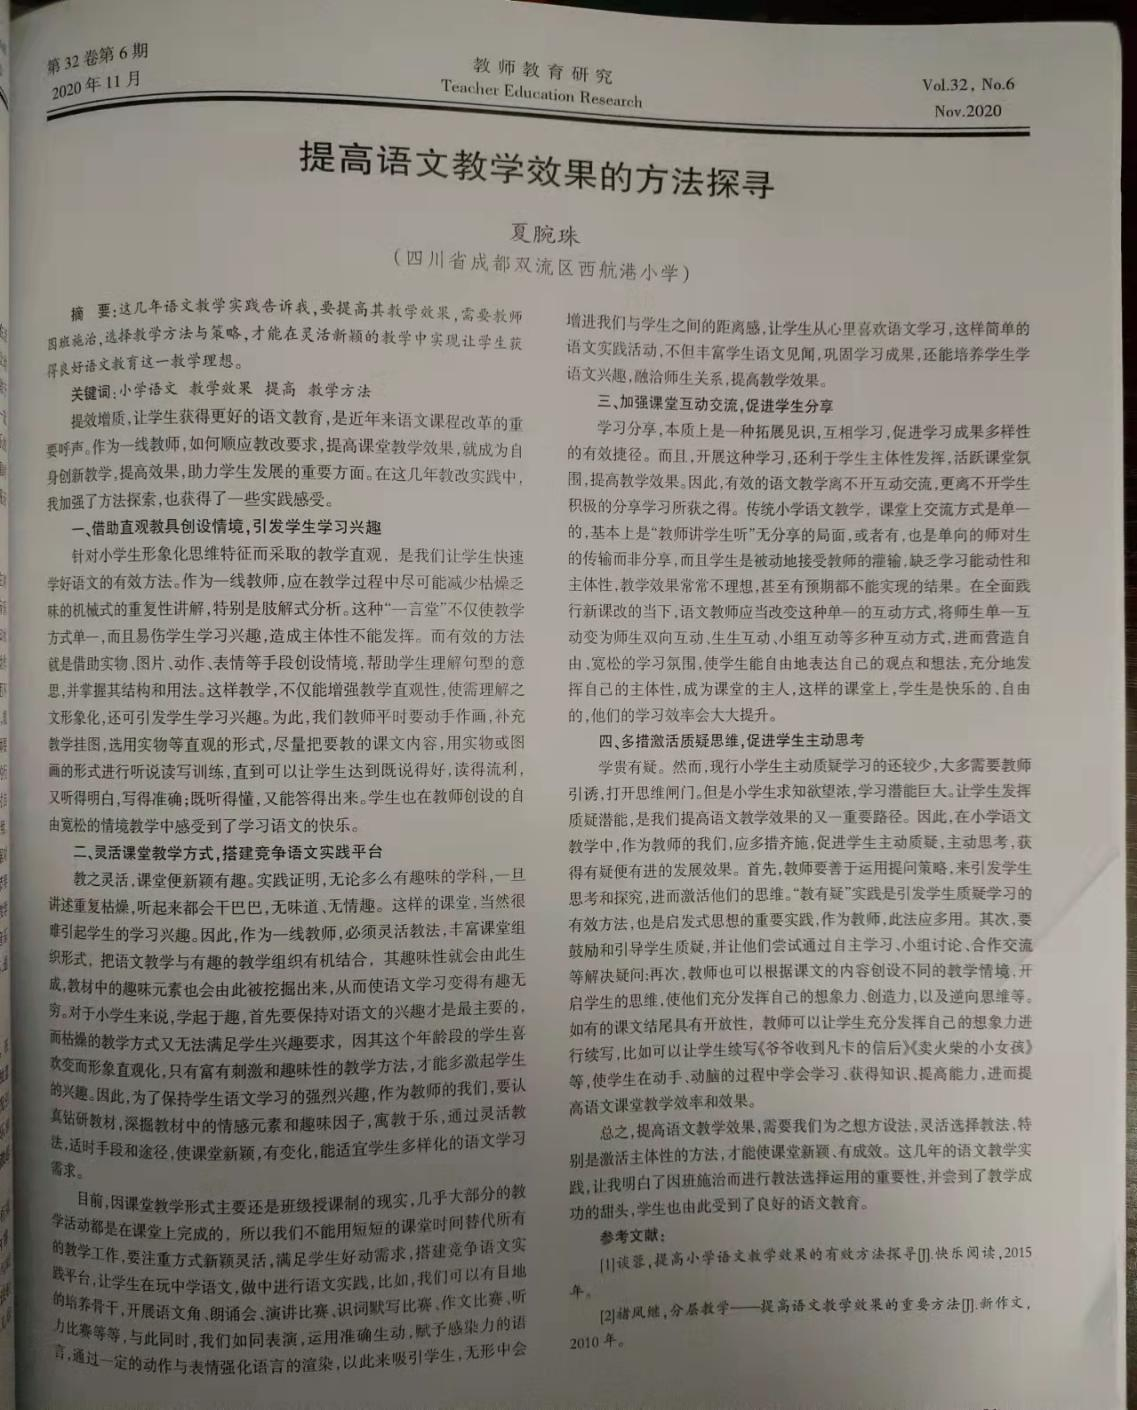 第32卷第6期
2020年11月
教师教育研究
Teacher Education Research
Vol.32, No.6
Nov.2020
提高语文教学效果的方法探寻
夏腕珠
(四川省成都双流区西航港小学)
摘 要:这几年语文教学实践告诉我,要提高其教学效果,需要教师
因班施治,选择教学方法与策略,才能在灵活新颖的教学中实现让学生获
得良好语文教育这一教学理想。
关键词:小学语文 教学效果 提高 教学方法
提效增质,让学生获得更好的语文教育,是近年来语文课程改革的重
要呼声。作为一线教师,如何顺应教改要求,提高课堂教学效果,就成为自
身创新教学,提高效果,助力学生发展的重要方面。在这几年教改实践中,
我加强了方法探索,也获得了一些实践感受。
一、借助直观教具创设情境,引发学生学习兴趣
针对小学生形象化思维特征而采取的教学直观，是我们让学生快速
学好语文的有效方法。作为一线教师,应在教学过程中尽可能减少枯燥乏
味的机械式的重复性讲解,特别是肢解式分析。这种“一言堂”不仅使教学
方式单一,而且易伤学生学习兴趣,造成主体性不能发挥。而有效的方法
就是借助实物、图片、动作、表情等手段创设情境,帮助学生理解句型的意
思,并掌握其结构和用法。这样教学,不仅能增强教学直观性,使需理解之
文形象化,还可引发学生学习兴趣。为此,我们教师平时要动手作画,补充
教学挂图,选用实物等直观的形式,尽量把要教的课文内容,用实物或图
画的形式进行听说读写训练,直到可以让学生达到既说得好,读得流利,
又听得明白,写得准确;既听得懂,又能答得出来。学生也在教师创设的自
由宽松的情境教学中感受到了学习语文的快乐。
二、灵活课堂教学方式,搭建竞争语文实践平台
教之灵活,课堂便新颖有趣。实践证明,无论多么有趣味的学科,一旦
讲述重复枯燥,听起来都会干巴巴,无味道、无情趣。这样的课堂,当然很
难引起学生的学习兴趣。因此,作为一线教师,必须灵活教法,丰富课堂组
织形式，把语文教学与有趣的教学组织有机结合，其趣味性就会由此生
成,教材中的趣味元素也会由此被挖掘出来,从而使语文学习变得有趣无
穷。对于小学生来说,学起于趣,首先要保持对语文的兴趣才是最主要的,
而枯燥的教学方式又无法满足学生兴趣要求，因其这个年龄段的学生喜
欢变而形象直观化,只有富有刺激和趣味性的教学方法,才能多激起学生
的兴趣。因此,为了保持学生语文学习的强烈兴趣,作为教师的我们,要认
真钻研教材,深掘教材中的情感元素和趣味因子,寓教于乐,通过灵活教
法,适时手段和途径,使课堂新颖,有变化,能适宜学生多样化的语文学习
需求。
目前,因课堂教学形式主要还是班级授课制的现实,几乎大部分的教
学活动都是在课堂上完成的，所以我们不能用短短的课堂时间替代所有
的教学工作,要注重方式新颖灵活,满足学生好动需求,搭建竞争语文实
践平台,让学生在玩中学语文,做中进行语文实践,比如,我们可以有目地
的培养骨干,开展语文角、朗诵会、演讲比赛、识词默写比赛、作文比赛、听
力比赛等等,与此同时,我们如同表演,运用准确生动,赋予感染力的语
言,通过一定的动作与表情强化语言的渲染,以此来吸引学生,无形中会
增进我们与学生之间的距离感,让学生从心里喜欢语文学习,这样简单的
语文实践活动,不但丰富学生语文见闻,巩固学习成果,还能培养学生学
语文兴趣,融洽师生关系,提高教学效果。
三、加强课堂互动交流,促进学生分享
学习分享,本质上是一种拓展见识,互相学习,促进学习成果多样性
的有效捷径。而且,开展这种学习,还利于学生主体性发挥,活跃课堂氛
围,提高教学效果。因此,有效的语文教学离不开互动交流,更离不开学生
积极的分享学习所获之得。传统小学语文教学，课堂上交流方式是单一
的,基本上是“教师讲学生听”无分享的局面,或者有,也是单向的师对生
的传输而非分享,而且学生是被动地接受教师的灌输,缺乏学习能动性和
主体性,教学效果常常不理想,甚至有预期都不能实现的结果。在全面践
行新课改的当下,语文教师应当改变这种单一的互动方式,将师生单一互
动变为师生双向互动、生生互动、小组互动等多种互动方式,进而营造自
由、宽松的学习氛围,使学生能自由地表达自己的观点和想法,充分地发
挥自己的主体性,成为课堂的主人,这样的课堂上,学生是快乐的、自由
的,他们的学习效率会大大提升。
四、多措激活质疑思维,促进学生主动思考
学贵有疑。然而,现行小学生主动质疑学习的还较少,大多需要教师
引诱,打开思维闸门。但是小学生求知欲望浓,学习潜能巨大。让学生发挥
质疑潜能,是我们提高语文教学效果的又一重要路径。因此,在小学语文
教学中,作为教师的我们,应多措齐施,促进学生主动质疑,主动思考,获
得有疑便有进的发展效果。首先,教师要善于运用提问策略,来引发学生
思考和探究,进而激活他们的思维。“教有疑”实践是引发学生质疑学习的
有效方法,也是启发式思想的重要实践,作为教师,此法应多用。其次,要
鼓励和引导学生质疑,并让他们尝试通过自主学习、小组讨论、合作交流
等解决疑问;再次,教师也可以根据课文的内容创设不同的教学情境,开
启学生的思维,使他们充分发挥自己的想象力、创造力,以及逆向思维等。
如有的课文结尾具有开放性，教师可以让学生充分发挥自己的想象力进
行续写,比如可以让学生续写《爷爷收到凡卡的信后》《卖火柴的小女孩》
等,使学生在动手、动脑的过程中学会学习、获得知识、提高能力,进而提
高语文课堂教学效率和效果。
总之,提高语文教学效果,需要我们为之想方设法,灵活选择教法,特
别是激活主体性的方法,才能使课堂新颖、有成效。这几年的语文教学实
践,让我明白了因班施治而进行教法选择运用的重要性,并尝到了教学成
功的甜头,学生也由此受到了良好的语文教育。
参考文献:
[1]谈蓉,提高小学语文教学效果的有效方法探寻[J].快乐阅读,2015
年。
[2]褚凤继,分层教学——提高语文教学效果的重要方法[J].新作文,
2010年。